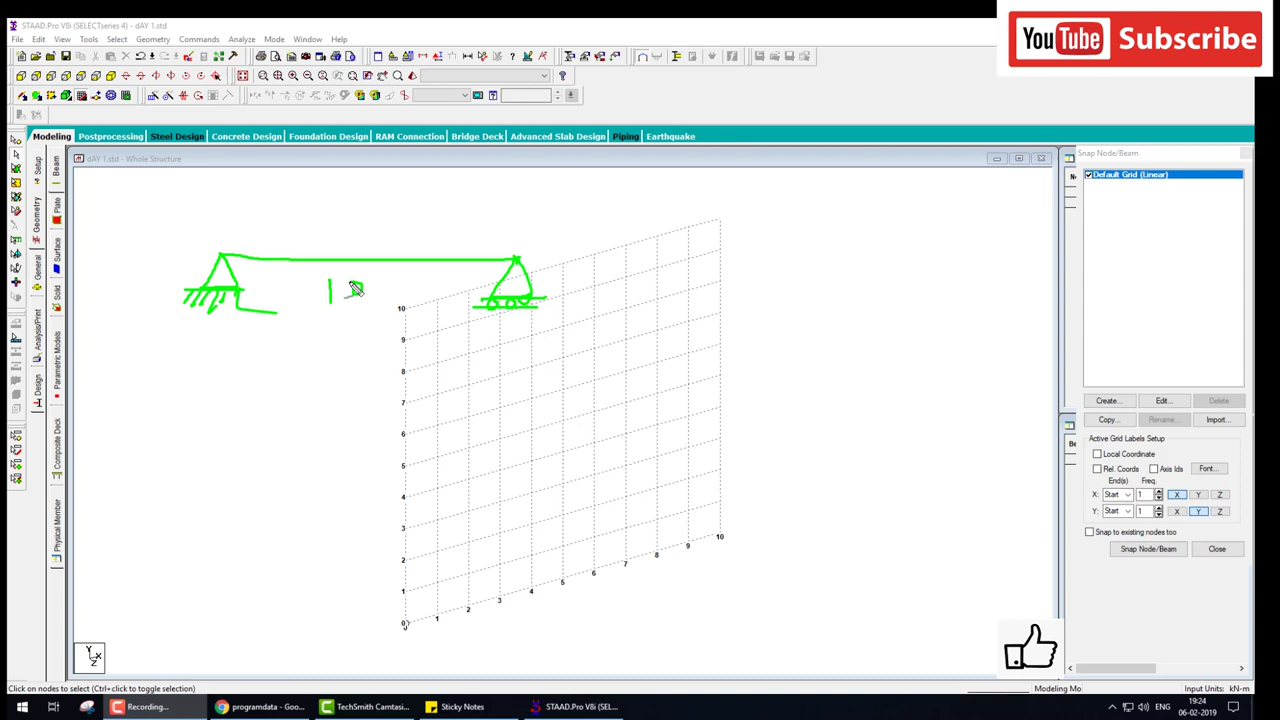 STAAD.Pro V8i (SELECTseries 4) - dAY 1.std
YouTube Subscribe
File Edit View Tools Select Geometry Commands Analyze Mode Window Help
Modeling Postprocessing Steel Design Concrete Design Foundation Design RAM Connection Bridge Deck Advanced Slab Design Piping Earthquake
dAY 1.std - Whole Structure
Snap Node/Beam
Default Grid (Linear)
Setup
Geometry
General
Analysis/Print
Design
Beam
Plate
Surface
Solid
Parametric Models
Composite Deck
Physical Member
10
9
8
7
6
5
4
3
2
1
0
1 2 3 4 5 6 7 8 9 10
Y
X
Z
Create... Edit... Delete
Copy... Rename... Import...
Active Grid Labels Setup
Local Coordinate
Rel. Coords Axis Ids Font...
End(s) Freq.
X: Start 1 X Y Z
Y: Start 1 X Y Z
Snap to existing nodes too
Snap Node/Beam Close
Click on nodes to select (Ctrl+click to toggle selection)
Modeling Mo Input Units: kN-m
Recording... programdata - Goo... TechSmith Camtasi... Sticky Notes STAAD.Pro V8i (SEL...
19:24
06-02-2019